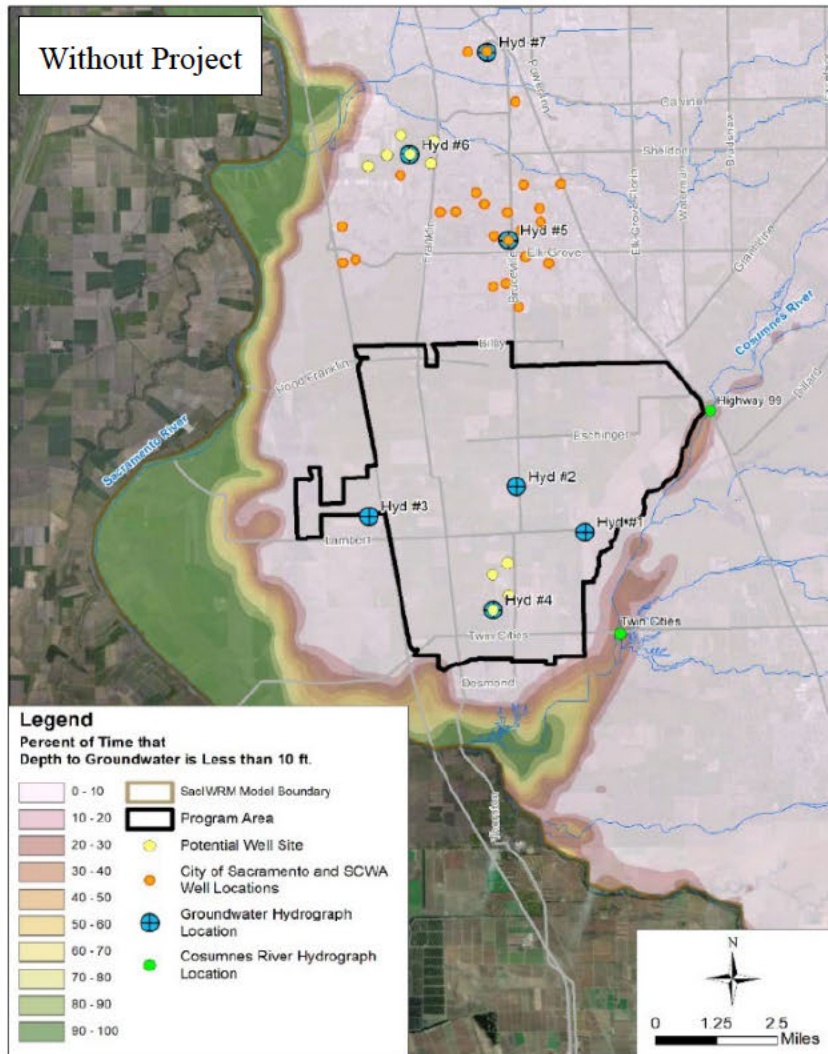 Without Project
Hyd #7
Power Inn
Calvine
Hyd #6
Sheldon
Bradshaw
Waterman
Elk Grove Florin
Franklin
Hyd #5
Elk Grove
Bruceville
Grantline
Cosumnes River
Bilby
Hood Franklin
Dillard
Highway 99
Eschinger
Sacramento River
Hyd #2
Hyd #3
Hyd #1
Lambert
Hyd #4
Twin Cities
Twin Cities
Desmond
Thornton
Legend
Percent of Time that
Depth to Groundwater is Less than 10 ft.
0 - 10
10 - 20
20 - 30
30 - 40
40 - 50
50 - 60
60 - 70
70 - 80
80 - 90
90 - 100
SacIWRM Model Boundary
Program Area
Potential Well Site
City of Sacramento and SCWA
Well Locations
Groundwater Hydrograph
Location
Cosumnes River Hydrograph
Location
N
0 1.25 2.5
Miles